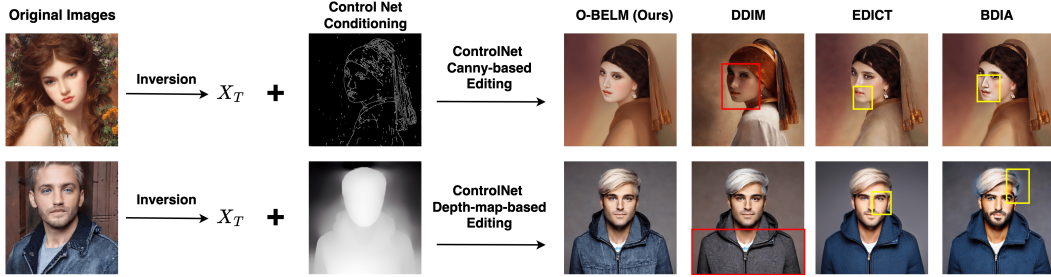 Original Images
Control Net
Conditioning
O-BELM (Ours)
DDIM
EDICT
BDIA
Inversion
X_T
+
ControlNet
Canny-based
Editing
Inversion
X_T
+
ControlNet
Depth-map-based
Editing